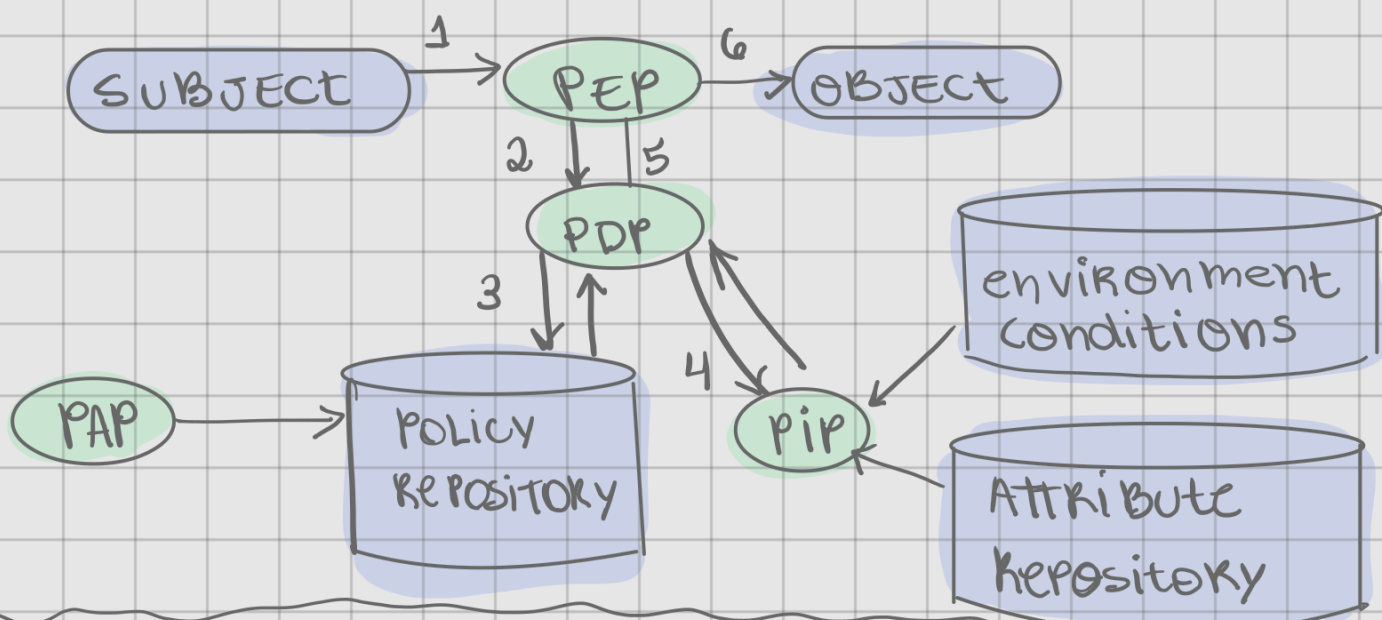 1
SUBJECT
PEP
6
OBJECT
2
5
PDP
3
4
environment
conditions
PAP
POLICY
REPOSITORY
PiP
AttRibute
Repository